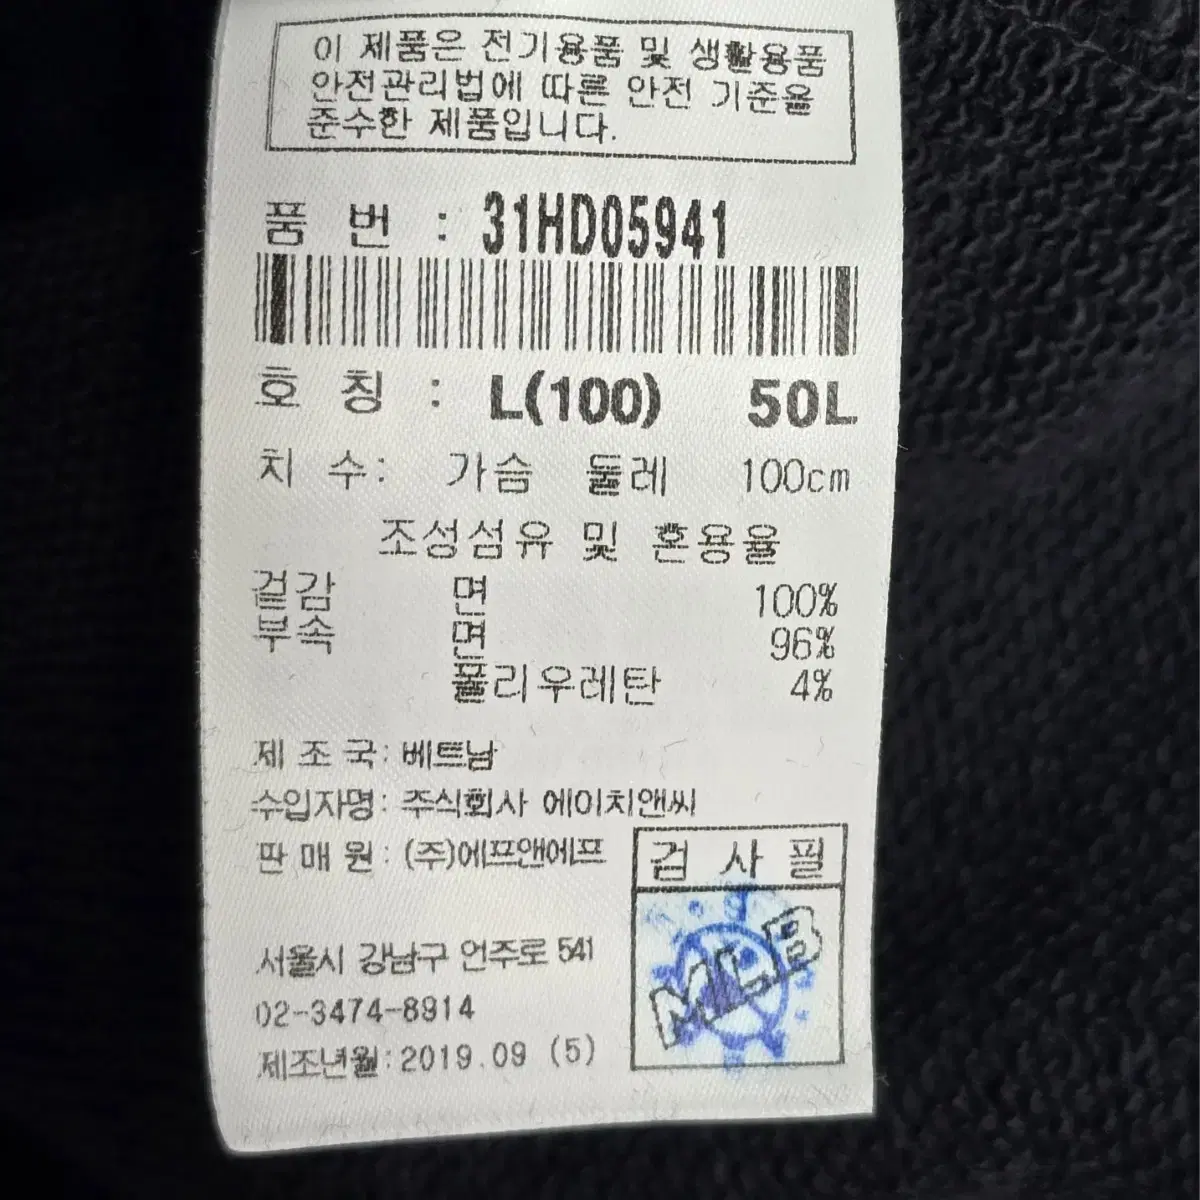 이 제품은 전기용품 및 생활용품
안전관리법에 따른 안전 기준을
준수한 제품입니다.
품 번 : 31HD05941
호 칭 : L(100) 50L
치 수: 가슴 둘레 100cm
조성섬유 및 혼용율
겉감 면 100%
부속 면 96%
폴리우레탄 4%
제 조 국: 베트남
수입자명: 주식회사 에이치앤씨
판 매 원 : (주)에프앤에프
검 사 필
MLB
서울시 강남구 언주로 541
02-3474-8914
제조년월: 2019.09 (5)